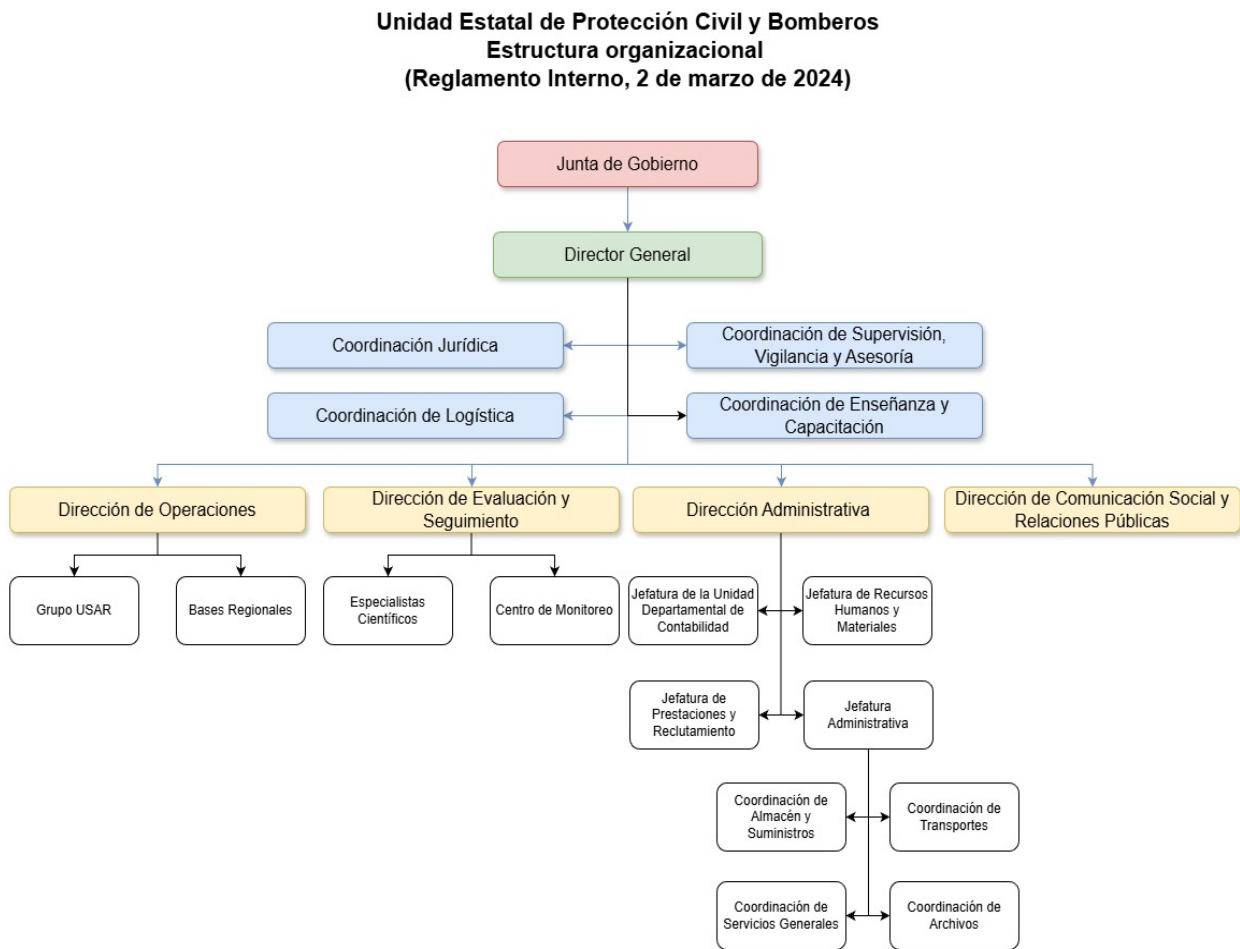 Unidad Estatal de Protección Civil y Bomberos
Estructura organizacional
(Reglamento Interno, 2 de marzo de 2024)
Junta de Gobierno
Director General
Coordinación Jurídica
Coordinación de Supervisión,
Vigilancia y Asesoría
Coordinación de Logística
Coordinación de Enseñanza y
Capacitación
Dirección de Operaciones
Dirección de Evaluación y
Seguimiento
Dirección Administrativa
Dirección de Comunicación Social y
Relaciones Públicas
Grupo USAR
Bases Regionales
Especialistas
Científicos
Centro de Monitoreo
Jefatura de la Unidad
Departamental de
Contabilidad
Jefatura de Recursos
Humanos y
Materiales
Jefatura de
Prestaciones y
Reclutamiento
Jefatura
Administrativa
Coordinación de
Almacén y
Suministros
Coordinación de
Transportes
Coordinación de
Servicios Generales
Coordinación de
Archivos